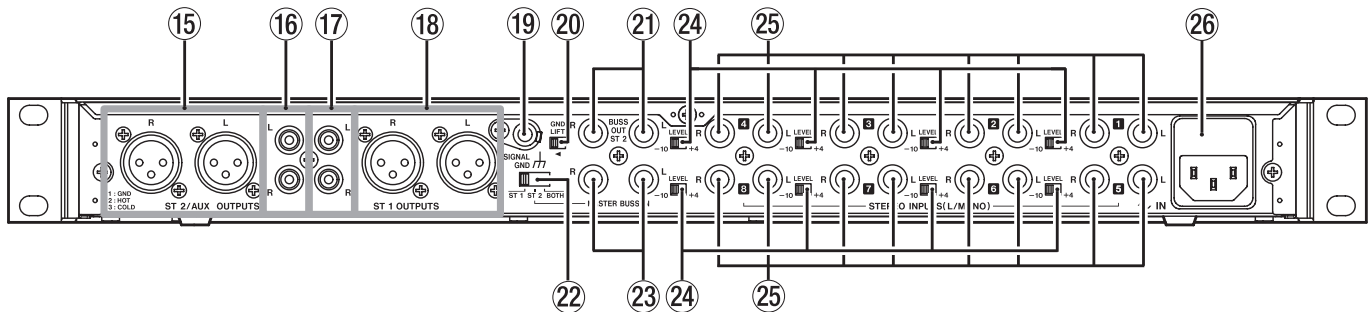 15 16 17 18 19 20 21 24 25 26
R L L L R L GND LIFT R BUSS OUT ST 2 L R 4 L LEVEL R 3 L LEVEL R 2 L LEVEL R 1 L
-10 +4 -10 +4 -10 +4 -10 +4
SIGNAL GND
R R R L R 8 L LEVEL R 7 L LEVEL R 6 L LEVEL R 5 L
LEVEL -10 +4 -10 +4 -10 +4 -10 +4
1 : GND
2 : HOT
3 : COLD
ST 2/AUX OUTPUTS
ST 1 OUTPUTS
ST 1 ST 2 BOTH
STEREO INPUTS(L/MONO)
IN
22 23 24 25